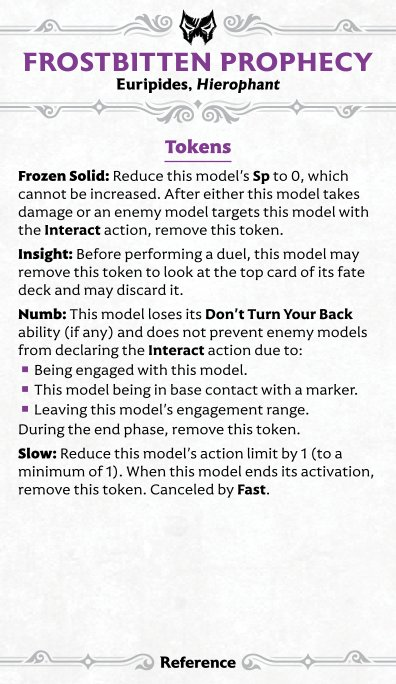 FROSTBITTEN PROPHECY
Euripides, Hierophant
Tokens
Frozen Solid: Reduce this model's Sp to 0, which
cannot be increased. After either this model takes
damage or an enemy model targets this model with
the Interact action, remove this token.
Insight: Before performing a duel, this model may
remove this token to look at the top card of its fate
deck and may discard it.
Numb: This model loses its Don't Turn Your Back
ability (if any) and does not prevent enemy models
from declaring the Interact action due to:
▪ Being engaged with this model.
▪ This model being in base contact with a marker.
▪ Leaving this model's engagement range.
During the end phase, remove this token.
Slow: Reduce this model's action limit by 1 (to a
minimum of 1). When this model ends its activation,
remove this token. Canceled by Fast.
Reference